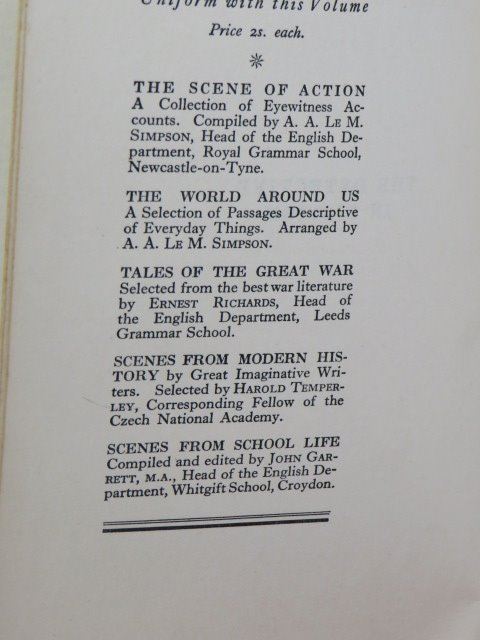 Uniform with this Volume
Price 2s. each.
THE SCENE OF ACTION
A Collection of Eyewitness Ac-
counts. Compiled by A. A. LE M.
SIMPSON, Head of the English De-
partment, Royal Grammar School,
Newcastle-on-Tyne.
THE WORLD AROUND US
A Selection of Passages Descriptive
of Everyday Things. Arranged by
A. A. LE M. SIMPSON.
TALES OF THE GREAT WAR
Selected from the best war literature
by ERNEST RICHARDS, Head of
the English Department, Leeds
Grammar School.
SCENES FROM MODERN HIS-
TORY by Great Imaginative Wri-
ters. Selected by HAROLD TEMPER-
LEY, Corresponding Fellow of the
Czech National Academy.
SCENES FROM SCHOOL LIFE
Compiled and edited by JOHN GAR-
RETT, M.A., Head of the English De-
partment, Whitgift School, Croydon.